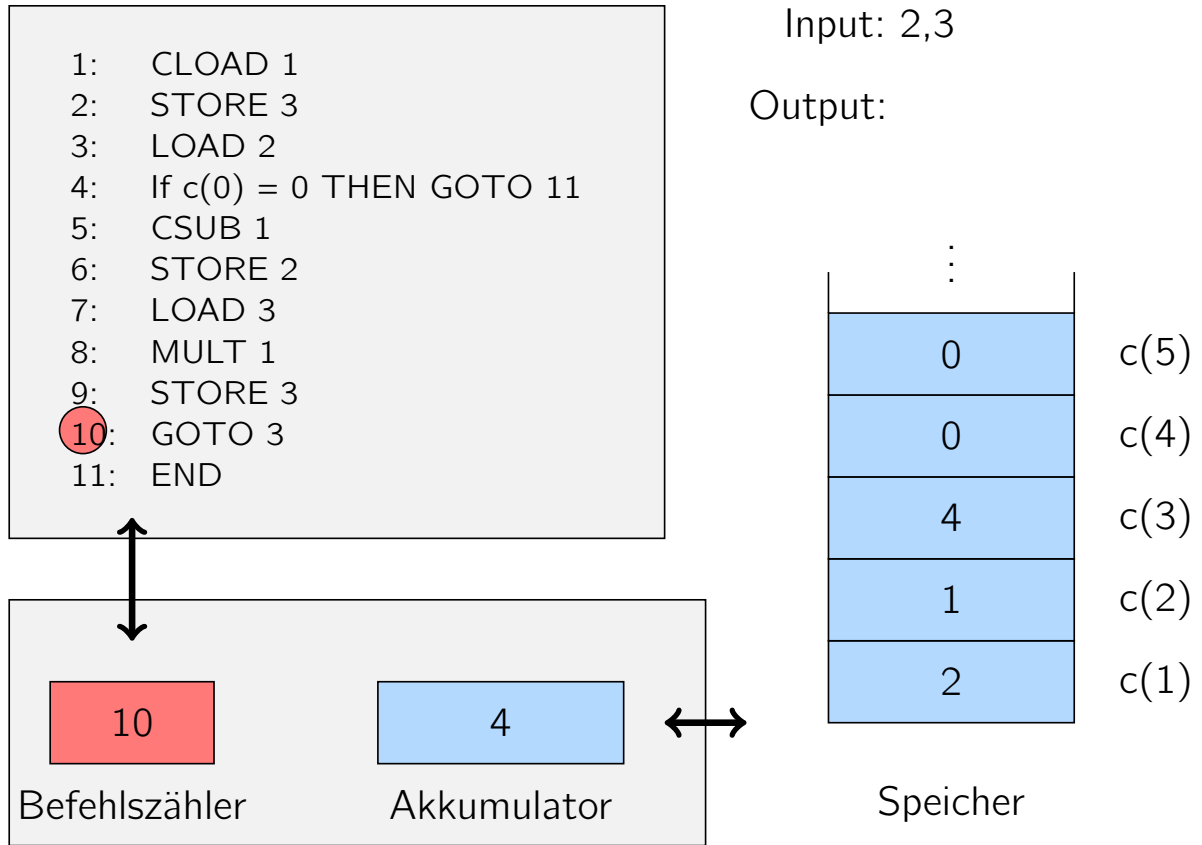 1: CLOAD 1
2: STORE 3
3: LOAD 2
4: If c(0) = 0 THEN GOTO 11
5: CSUB 1
6: STORE 2
7: LOAD 3
8: MULT 1
9: STORE 3
10: GOTO 3
11: END
Input: 2,3
Output:
⋮
0 c(5)
0 c(4)
4 c(3)
1 c(2)
2 c(1)
Speicher
10
Befehlszähler
4
Akkumulator